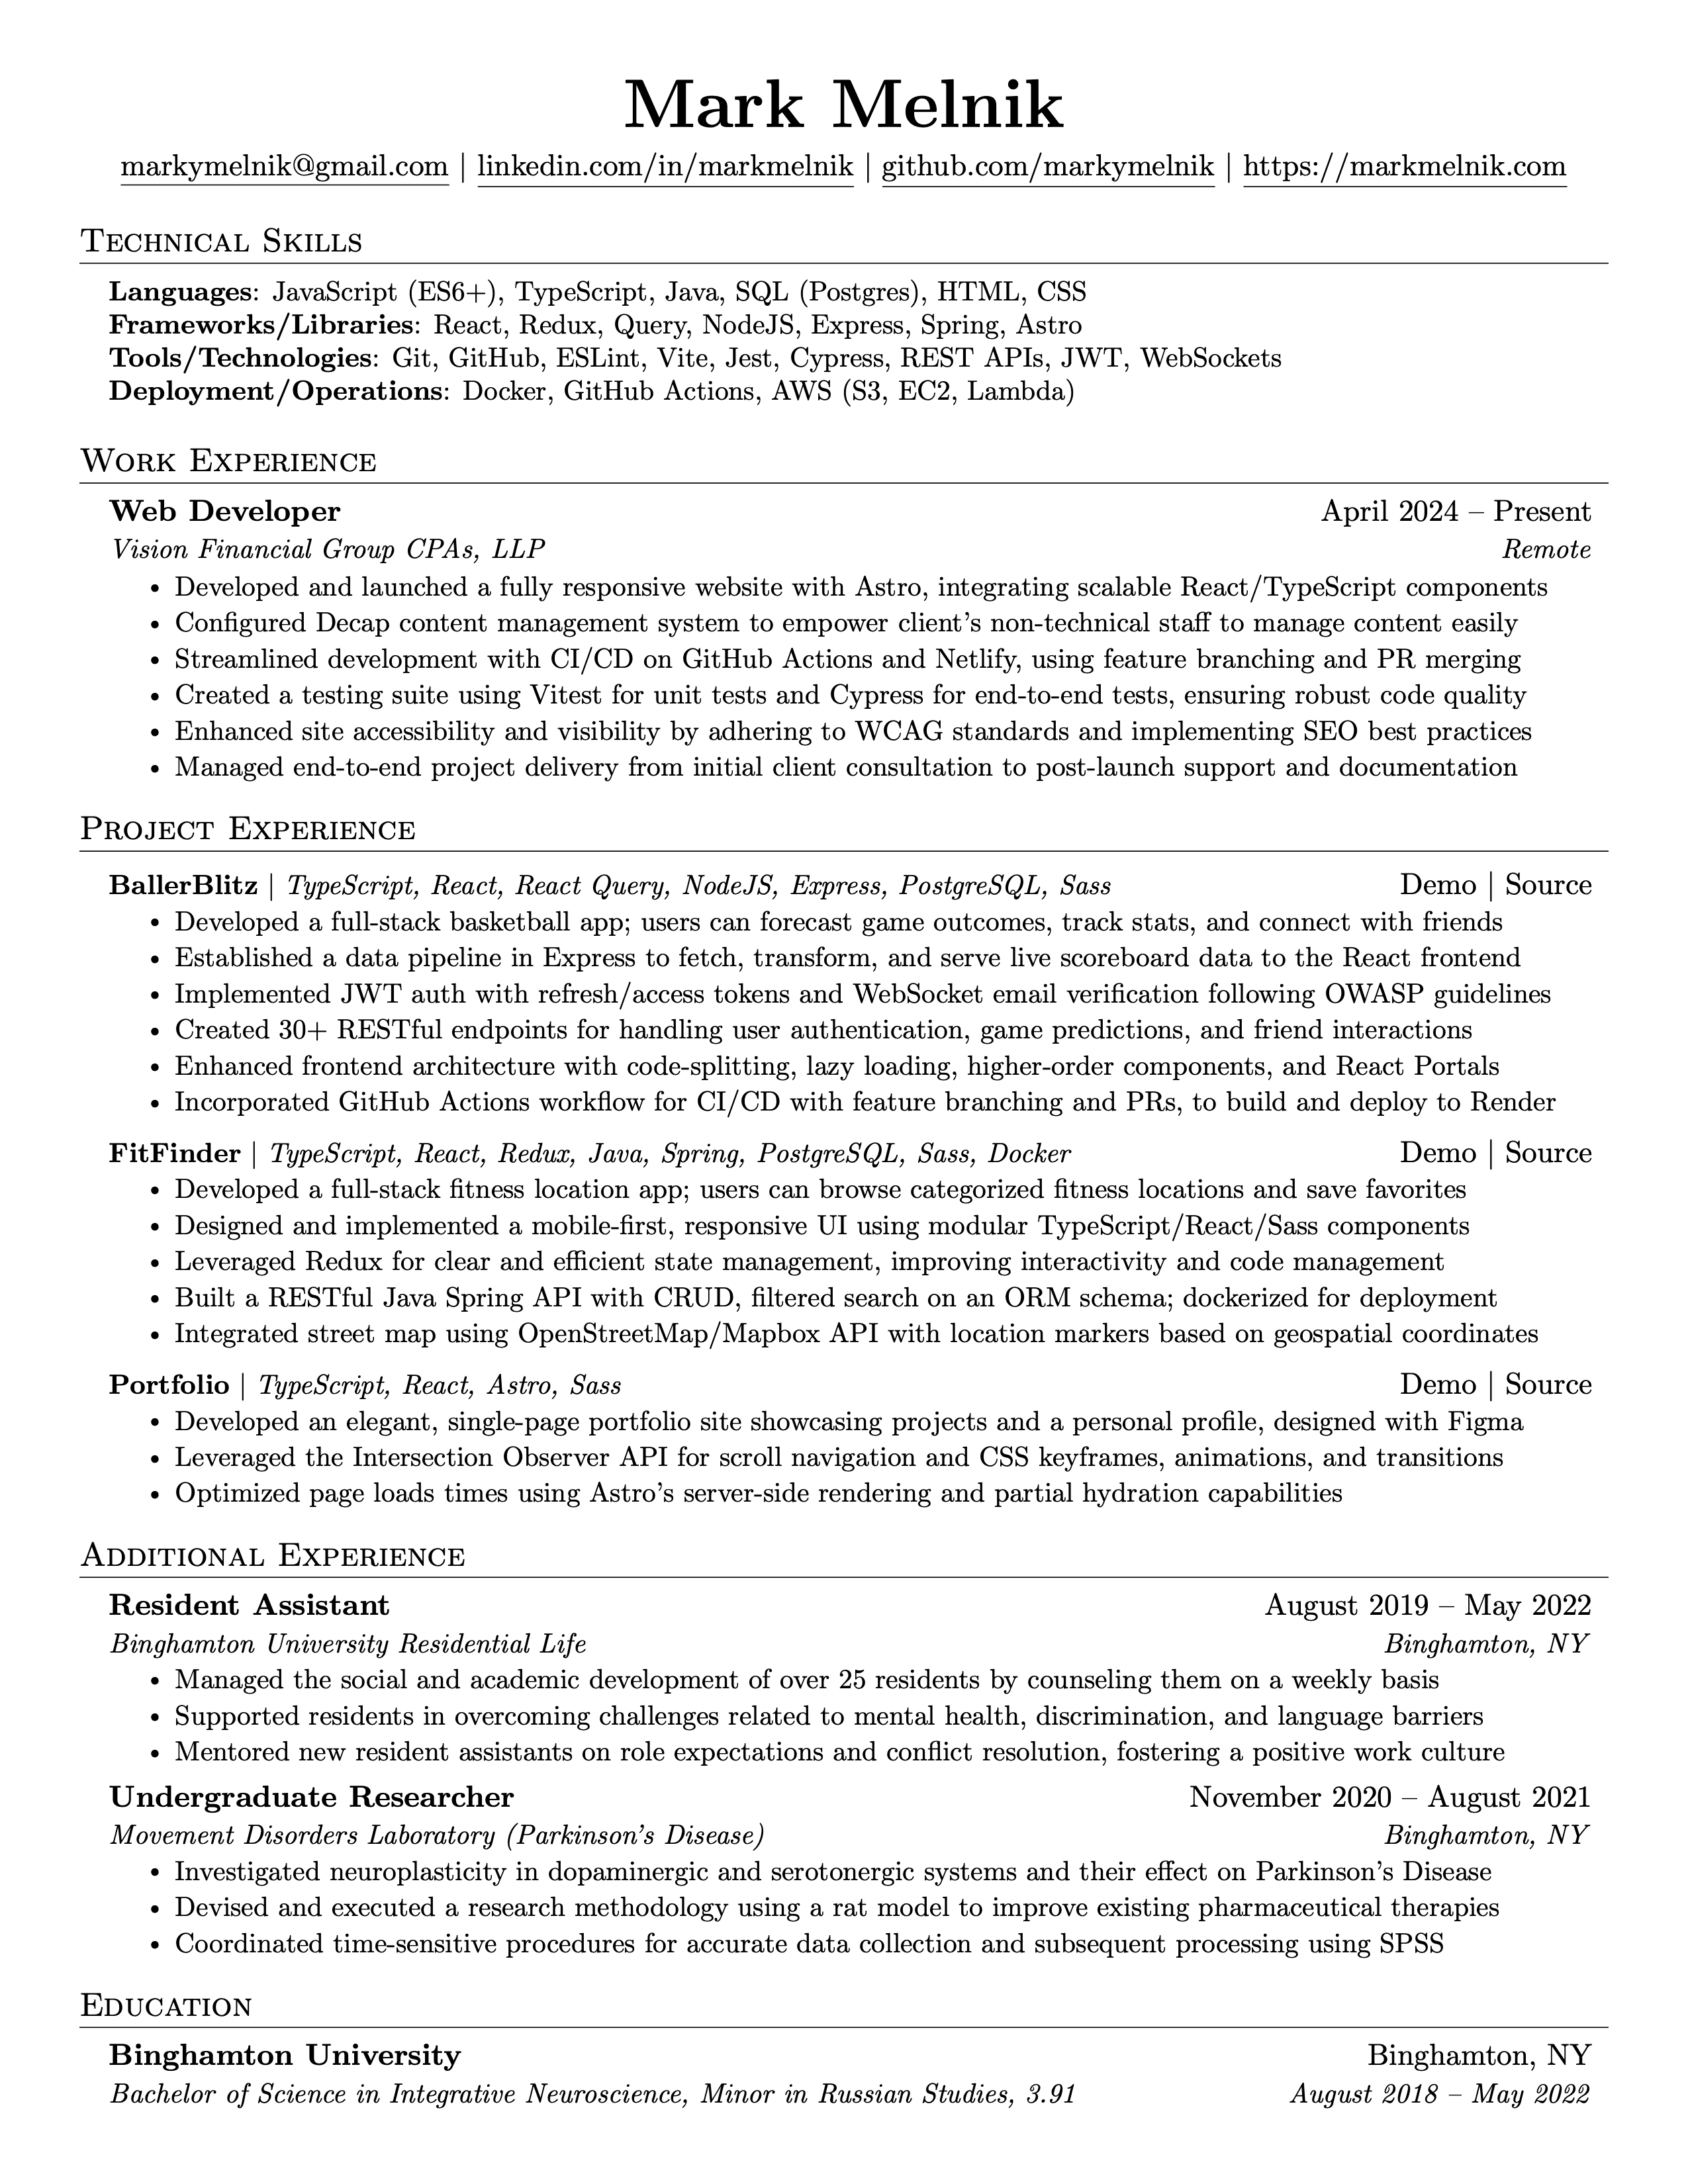 Mark Melnik
markymelnik@gmail.com | linkedin.com/in/markmelnik | github.com/markymelnik | https://markmelnik.com
Technical Skills
Languages: JavaScript (ES6+), TypeScript, Java, SQL (Postgres), HTML, CSS
Frameworks/Libraries: React, Redux, Query, NodeJS, Express, Spring, Astro
Tools/Technologies: Git, GitHub, ESLint, Vite, Jest, Cypress, REST APIs, JWT, WebSockets
Deployment/Operations: Docker, GitHub Actions, AWS (S3, EC2, Lambda)
Work Experience
Web Developer April 2024 – Present
Vision Financial Group CPAs, LLP Remote
• Developed and launched a fully responsive website with Astro, integrating scalable React/TypeScript components
• Configured Decap content management system to empower client's non-technical staff to manage content easily
• Streamlined development with CI/CD on GitHub Actions and Netlify, using feature branching and PR merging
• Created a testing suite using Vitest for unit tests and Cypress for end-to-end tests, ensuring robust code quality
• Enhanced site accessibility and visibility by adhering to WCAG standards and implementing SEO best practices
• Managed end-to-end project delivery from initial client consultation to post-launch support and documentation
Project Experience
BallerBlitz | TypeScript, React, React Query, NodeJS, Express, PostgreSQL, Sass Demo | Source
• Developed a full-stack basketball app; users can forecast game outcomes, track stats, and connect with friends
• Established a data pipeline in Express to fetch, transform, and serve live scoreboard data to the React frontend
• Implemented JWT auth with refresh/access tokens and WebSocket email verification following OWASP guidelines
• Created 30+ RESTful endpoints for handling user authentication, game predictions, and friend interactions
• Enhanced frontend architecture with code-splitting, lazy loading, higher-order components, and React Portals
• Incorporated GitHub Actions workflow for CI/CD with feature branching and PRs, to build and deploy to Render
FitFinder | TypeScript, React, Redux, Java, Spring, PostgreSQL, Sass, Docker Demo | Source
• Developed a full-stack fitness location app; users can browse categorized fitness locations and save favorites
• Designed and implemented a mobile-first, responsive UI using modular TypeScript/React/Sass components
• Leveraged Redux for clear and efficient state management, improving interactivity and code management
• Built a RESTful Java Spring API with CRUD, filtered search on an ORM schema; dockerized for deployment
• Integrated street map using OpenStreetMap/Mapbox API with location markers based on geospatial coordinates
Portfolio | TypeScript, React, Astro, Sass Demo | Source
• Developed an elegant, single-page portfolio site showcasing projects and a personal profile, designed with Figma
• Leveraged the Intersection Observer API for scroll navigation and CSS keyframes, animations, and transitions
• Optimized page loads times using Astro's server-side rendering and partial hydration capabilities
Additional Experience
Resident Assistant August 2019 – May 2022
Binghamton University Residential Life Binghamton, NY
• Managed the social and academic development of over 25 residents by counseling them on a weekly basis
• Supported residents in overcoming challenges related to mental health, discrimination, and language barriers
• Mentored new resident assistants on role expectations and conflict resolution, fostering a positive work culture
Undergraduate Researcher November 2020 – August 2021
Movement Disorders Laboratory (Parkinson's Disease) Binghamton, NY
• Investigated neuroplasticity in dopaminergic and serotonergic systems and their effect on Parkinson's Disease
• Devised and executed a research methodology using a rat model to improve existing pharmaceutical therapies
• Coordinated time-sensitive procedures for accurate data collection and subsequent processing using SPSS
Education
Binghamton University Binghamton, NY
Bachelor of Science in Integrative Neuroscience, Minor in Russian Studies, 3.91 August 2018 – May 2022